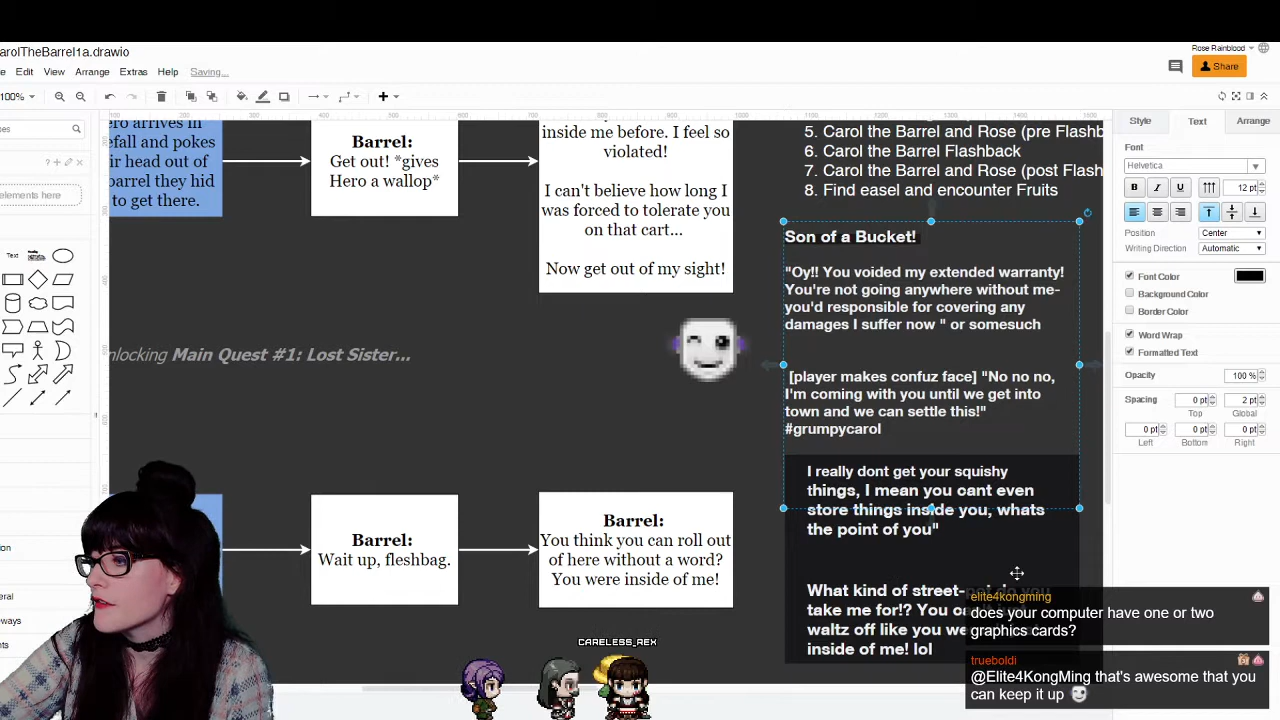 arolTheBarrel1a.drawio
Rose Rainblood
Edit View Arrange Extras Help Saving...
Share
100%
Style Text Arrange
Font
Helvetica
B I U 12 pt
Position Center
Writing Direction Automatic
Font Color
Background Color
Border Color
Word Wrap
Formatted Text
Opacity 100 %
Spacing 0 pt 2 pt
Top Global
0 pt 0 pt 0 pt
Left Bottom Right
elements here
Text
ero arrives in
efall and pokes
ir head out of
barrel they hid
to get there.
Barrel:
Get out! *gives
Hero a wallop*
inside me before. I feel so
violated!
I can't believe how long I
was forced to tolerate you
on that cart...
Now get out of my sight!
5. Carol the Barrel and Rose (pre Flashb
6. Carol the Barrel Flashback
7. Carol the Barrel and Rose (post Flash
8. Find easel and encounter Fruits
Son of a Bucket!
"Oy!! You voided my extended warranty!
You're not going anywhere without me-
you'd responsible for covering any
damages I suffer now " or somesuch
[player makes confuz face] "No no no,
I'm coming with you until we get into
town and we can settle this!"
#grumpycarol
nlocking Main Quest #1: Lost Sister...
I really dont get your squishy
things, I mean you cant even
store things inside you, whats
the point of you"
What kind of street-
take me for!? You
waltz off like you we
inside of me! lol
Barrel:
Wait up, fleshbag.
Barrel:
You think you can roll out
of here without a word?
You were inside of me!
CARELESS_REX
elite4kongming
does your computer have one or two
graphics cards?
trueboldi
@Elite4KongMing that's awesome that you
can keep it up